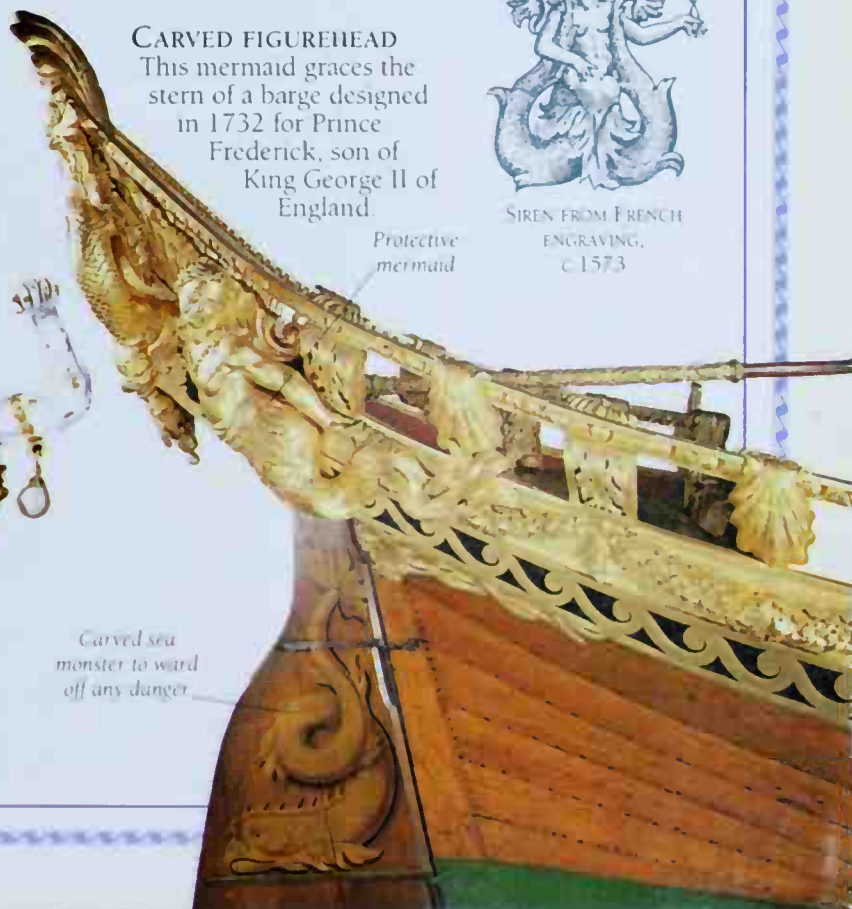 CARVED FIGUREHEAD
This mermaid graces the
stern of a barge designed
in 1732 for Prince
Frederick, son of
King George II of
England.
SIREN FROM FRENCH
ENGRAVING,
C.1573
Protective
mermaid
Carved sea
monster to ward
off any danger